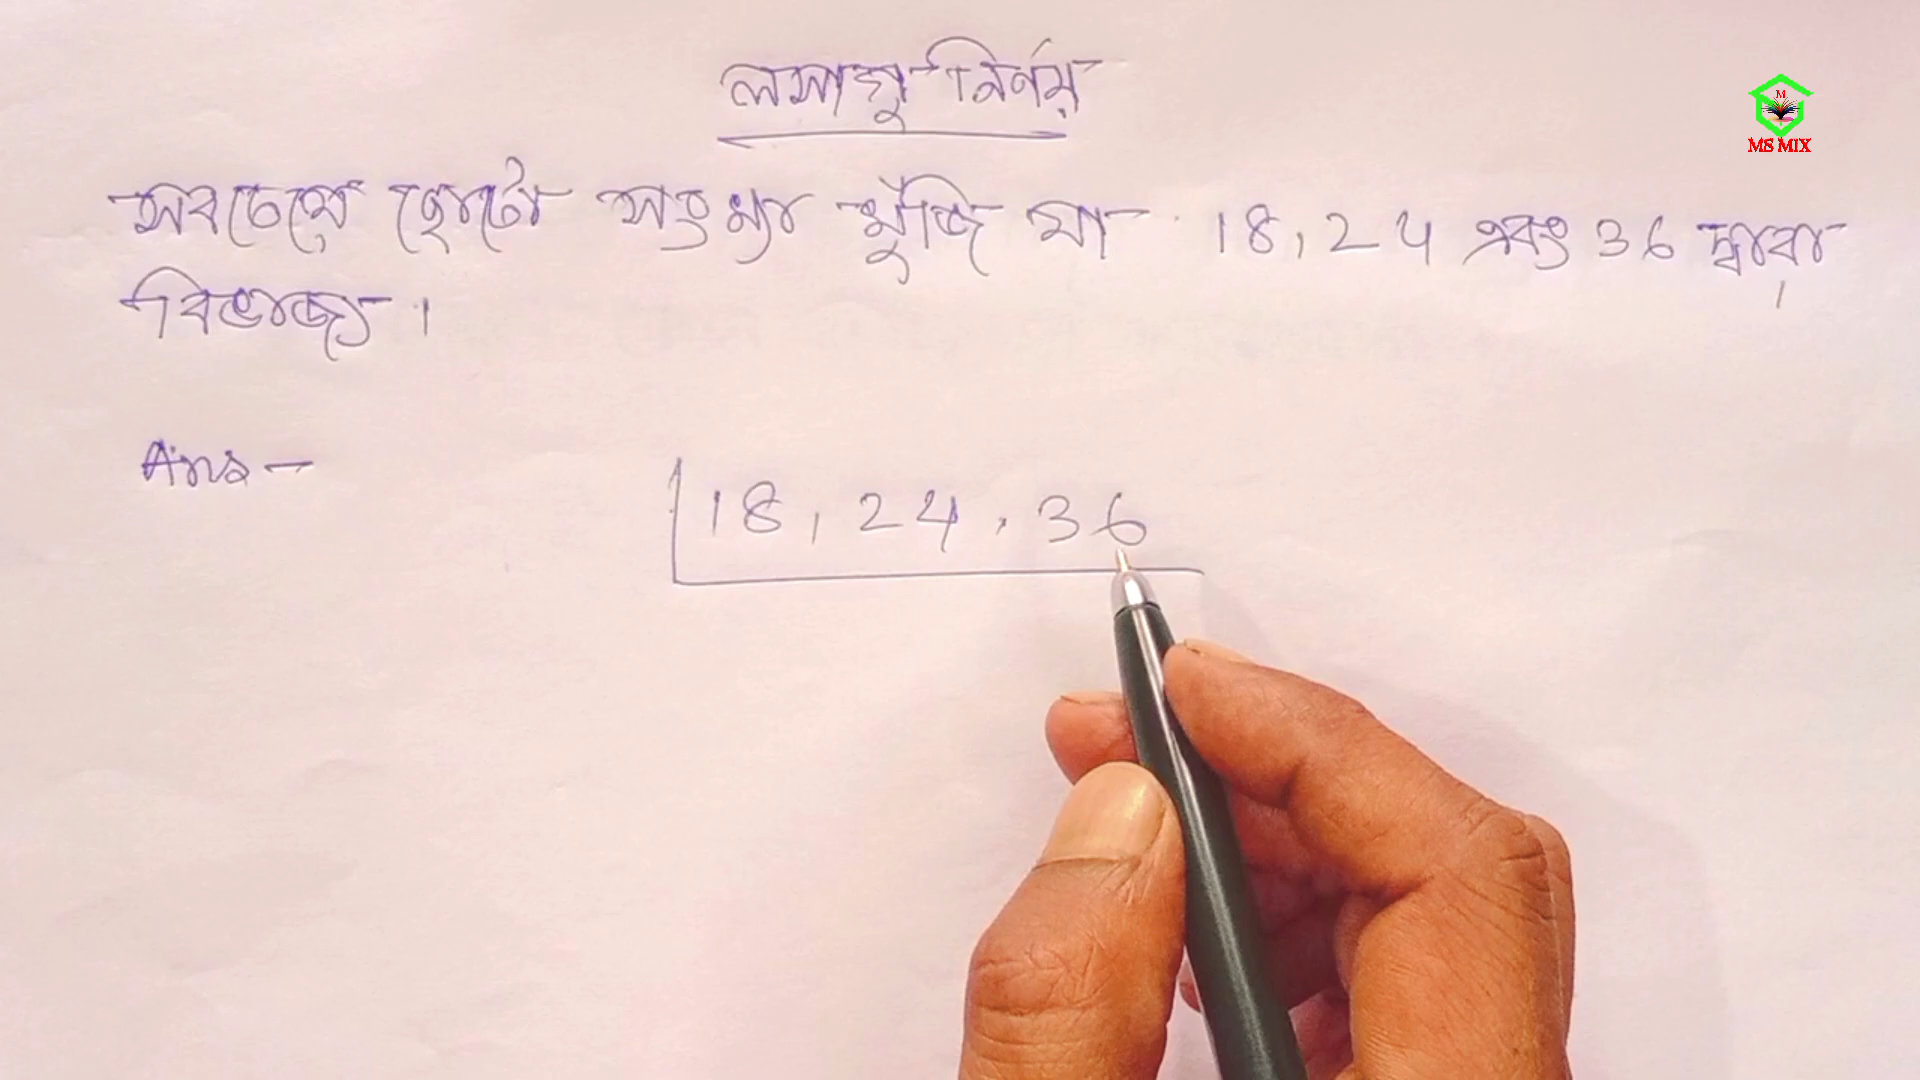 লসাগু নির্ণয়
M
MS MIX
সবচেয়ে ছোটো সংখ্যা খুঁজি যা 18, 24 এবং 36 দ্বারা
বিভাজ্য।
Ans -
18, 24, 36